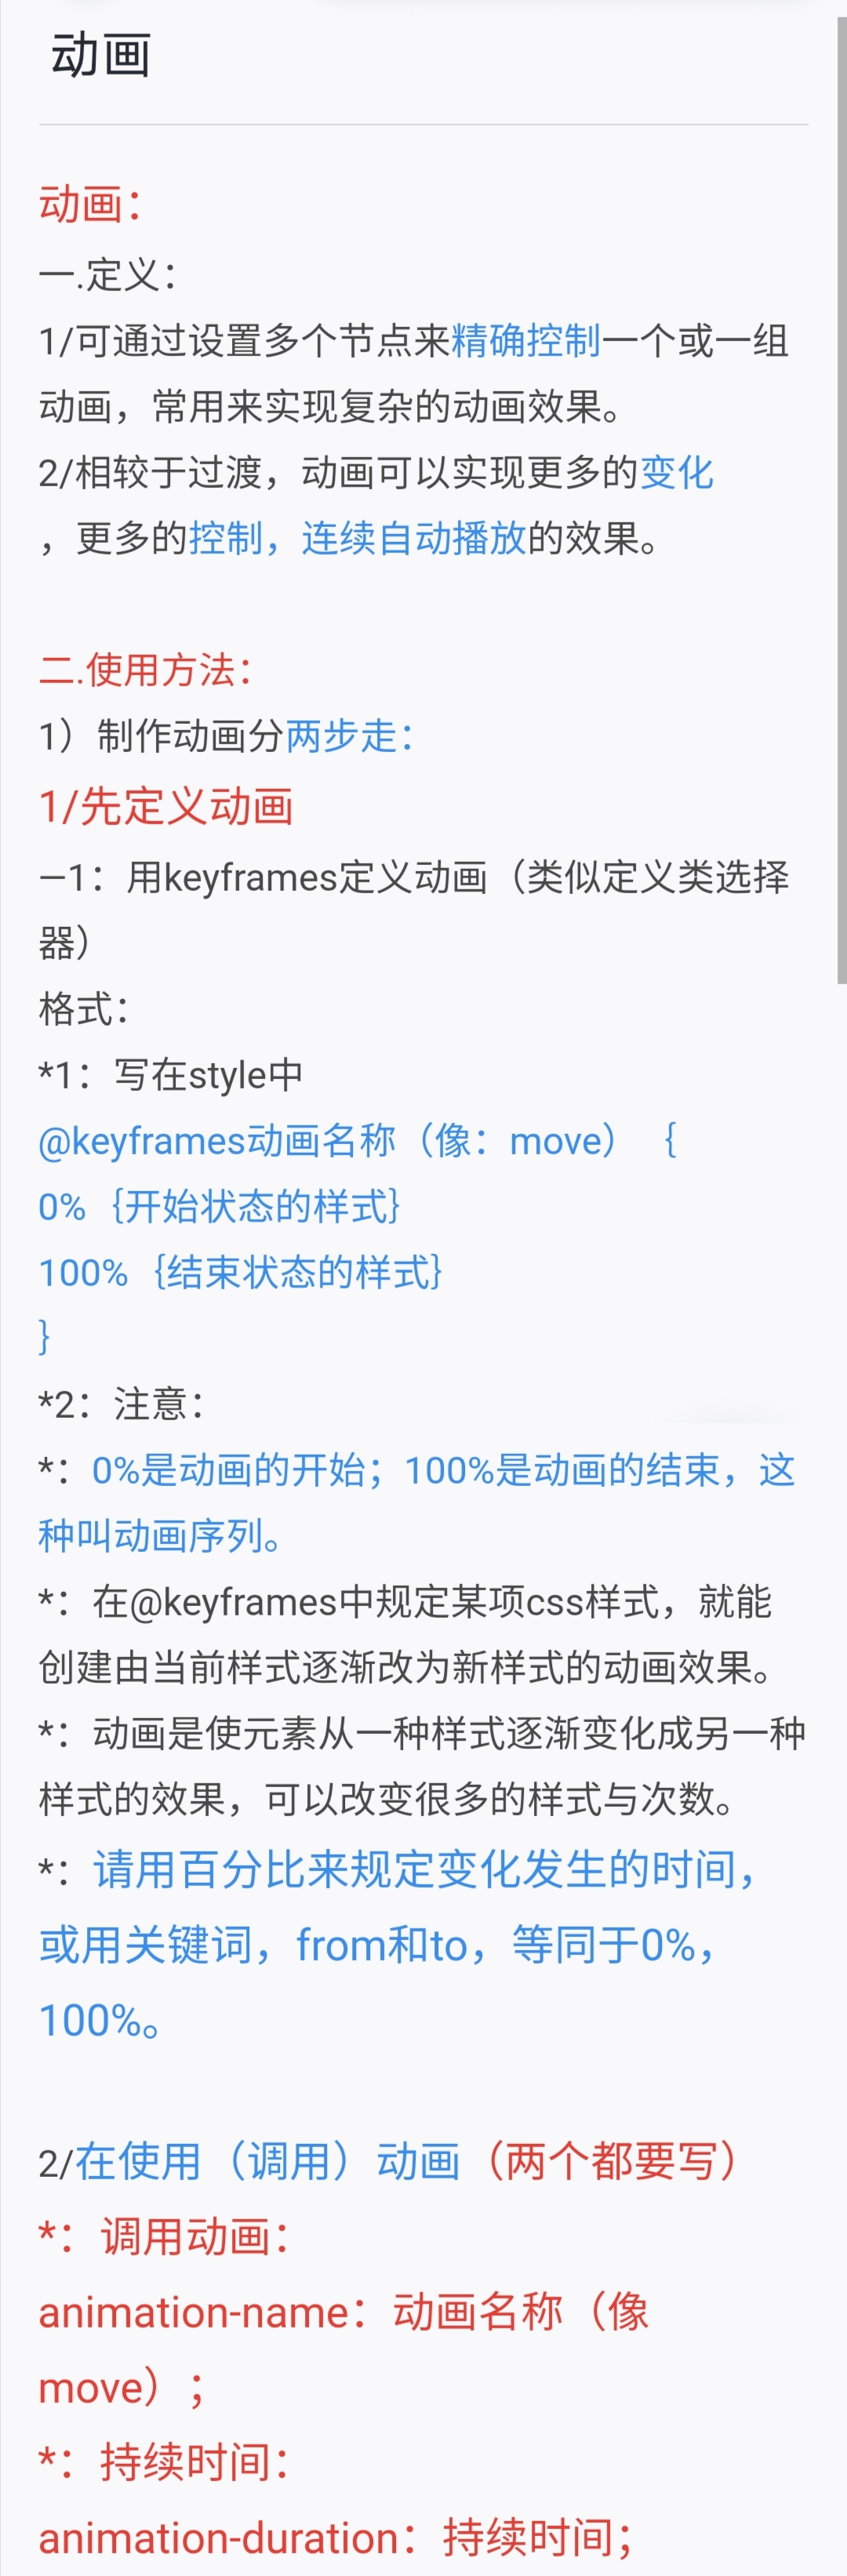 动画
动画：
一.定义：
1/可通过设置多个节点来精确控制一个或一组
动画，常用来实现复杂的动画效果。
2/相较于过渡，动画可以实现更多的变化
，更多的控制，连续自动播放的效果。
二.使用方法：
1）制作动画分两步走：
1/先定义动画
—1：用keyframes定义动画（类似定义类选择
器）
格式：
*1：写在style中
@keyframes动画名称（像：move） ｛
0%｛开始状态的样式}
100%｛结束状态的样式}
}
*2：注意：
*：0%是动画的开始；100%是动画的结束，这
种叫动画序列。
*：在@keyframes中规定某项css样式，就能
创建由当前样式逐渐改为新样式的动画效果。
*：动画是使元素从一种样式逐渐变化成另一种
样式的效果，可以改变很多的样式与次数。
*：请用百分比来规定变化发生的时间，
或用关键词，from和to，等同于0%，
100%。
2/在使用（调用）动画（两个都要写）
*：调用动画：
animation-name：动画名称（像
move）；
*：持续时间：
animation-duration：持续时间；